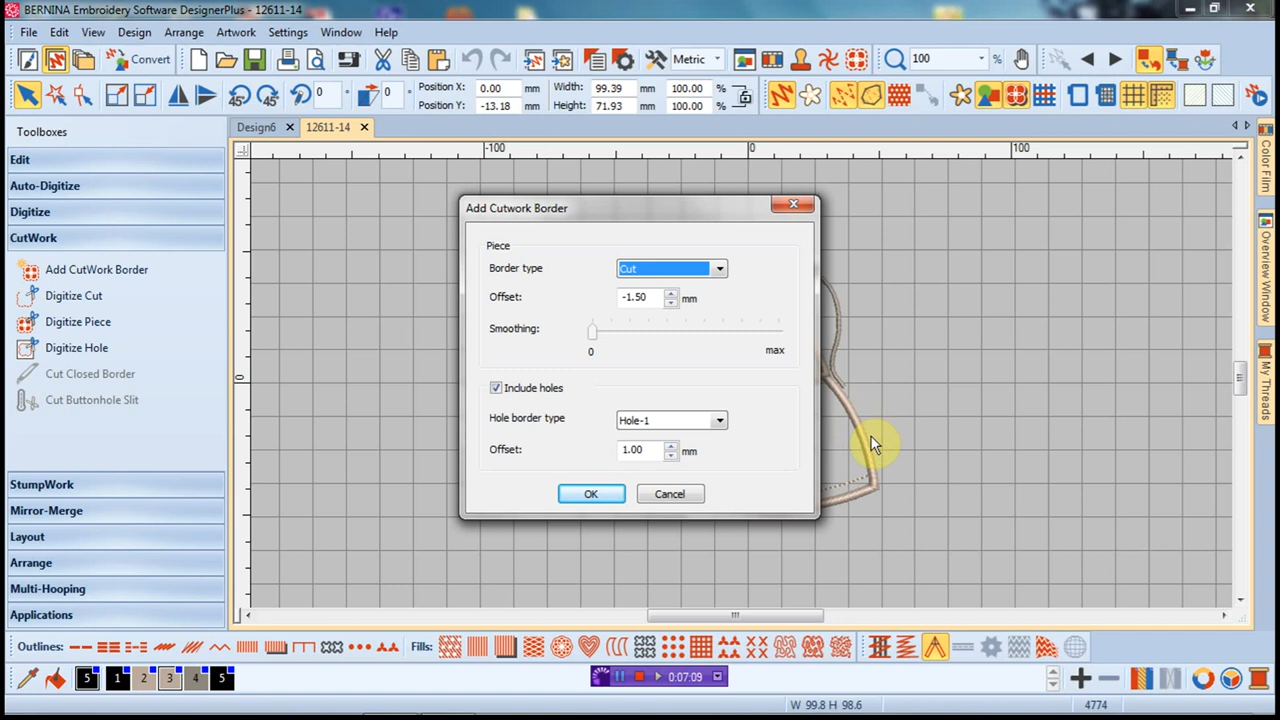 BERNINA Embroidery Software DesignerPlus - 12611-14
File Edit View Design Arrange Artwork Settings Window Help
Convert Metric 100 %
45 45 0 0 Position X: 0.00 mm Width: 99.39 mm 100.00 %
Position Y: -13.18 mm Height: 71.93 mm 100.00 %
Toolboxes
Design6 12611-14
Edit
Auto-Digitize
Digitize
CutWork
Add CutWork Border
Digitize Cut
Digitize Piece
Digitize Hole
Cut Closed Border
Cut Buttonhole Slit
StumpWork
Mirror-Merge
Layout
Arrange
Multi-Hooping
Applications
-100 0 100
0
Add Cutwork Border
Piece
Border type Cut
Offset: -1.50 mm
Smoothing:
0 max
Include holes
Hole border type Hole-1
Offset: 1.00 mm
OK Cancel
Color Film
Overview Window
My Threads
Outlines: Fills:
5 1 2 3 4 5 0:07:09
W 99.8 H 98.6 4774